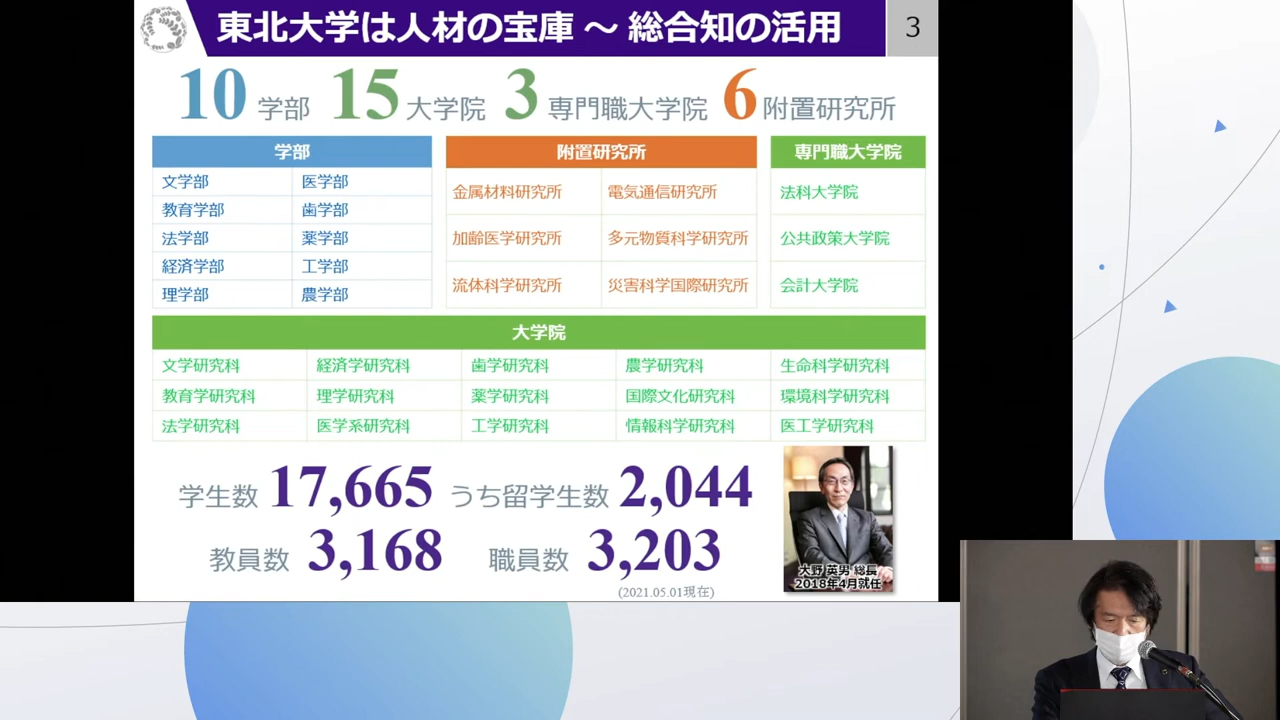 東北大学は人材の宝庫 ～ 総合知の活用
3
10 学部 15 大学院 3 専門職大学院 6 附置研究所
学部
文学部 医学部
教育学部 歯学部
法学部 薬学部
経済学部 工学部
理学部 農学部
附置研究所
金属材料研究所 電気通信研究所
加齢医学研究所 多元物質科学研究所
流体科学研究所 災害科学国際研究所
専門職大学院
法科大学院
公共政策大学院
会計大学院
大学院
文学研究科 経済学研究科 歯学研究科 農学研究科 生命科学研究科
教育学研究科 理学研究科 薬学研究科 国際文化研究科 環境科学研究科
法学研究科 医学系研究科 工学研究科 情報科学研究科 医工学研究科
学生数 17,665 うち留学生数 2,044
教員数 3,168 職員数 3,203
(2021.05.01現在)
大野 英男 総長
2018年4月就任